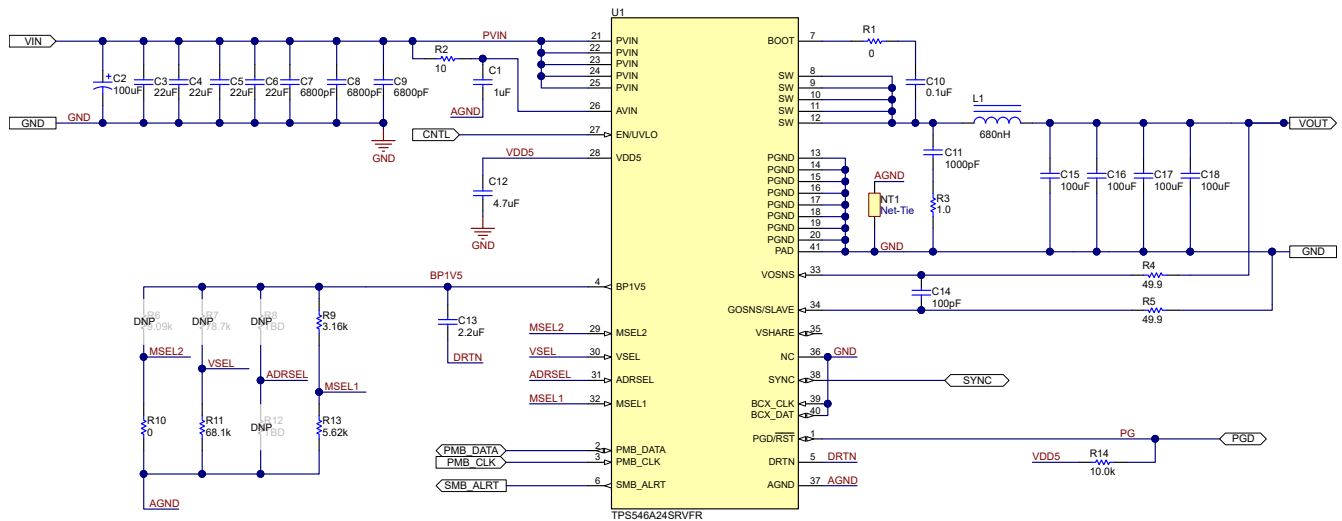 U1
VIN
PVIN
21 PVIN
22 PVIN
23 PVIN
24 PVIN
25 PVIN
26 AVIN
27 EN/UVLO
28 VDD5
4 BP1V5
29 MSEL2
30 VSEL
31 ADRSEL
32 MSEL1
2 PMB_DATA
3 PMB_CLK
6 SMB_ALRT
BOOT 7
SW 8
SW 9
SW 10
SW 11
SW 12
PGND 13
PGND 14
PGND 15
PGND 16
PGND 17
PGND 18
PGND 19
PGND 20
PAD 41
VOSNS 33
GOSNS/SLAVE 34
VSHARE 35
NC 36
SYNC 38
BCX_CLK 39
BCX_DAT 40
PGD/RST 1
DRTN 5
AGND 37
TPS546A24SRVFR
+
C2
100uF
C3
22uF
C4
22uF
C5
22uF
C6
22uF
C7
6800pF
C8
6800pF
C9
6800pF
R2
10
C1
1uF
AGND
GND
GND
GND
CNTL
VDD5
C12
4.7uF
GND
BP1V5
C13
2.2uF
DRTN
DNP
DNP
R7
78.7k
DNP
R8
TBD
R9
3.16k
MSEL2
VSEL
ADRSEL
MSEL1
R10
0
R11
68.1k
DNP
R12
TBD
R13
5.62k
AGND
MSEL2
VSEL
ADRSEL
MSEL1
PMB_DATA
PMB_CLK
SMB_ALRT
R1
0
C10
0.1uF
L1
680nH
VOUT
C11
1000pF
R3
1.0
C15
100uF
C16
100uF
C17
100uF
C18
100uF
AGND
NT1
Net-Tie
GND
GND
R4
49.9
C14
100pF
R5
49.9
GND
SYNC
PG
PGD
VDD5
R14
10.0k
DRTN
AGND